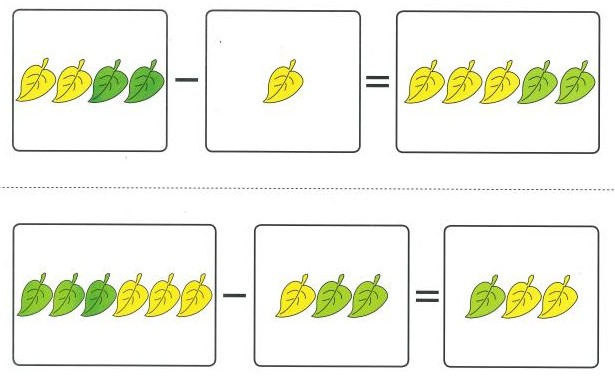 − =
− =